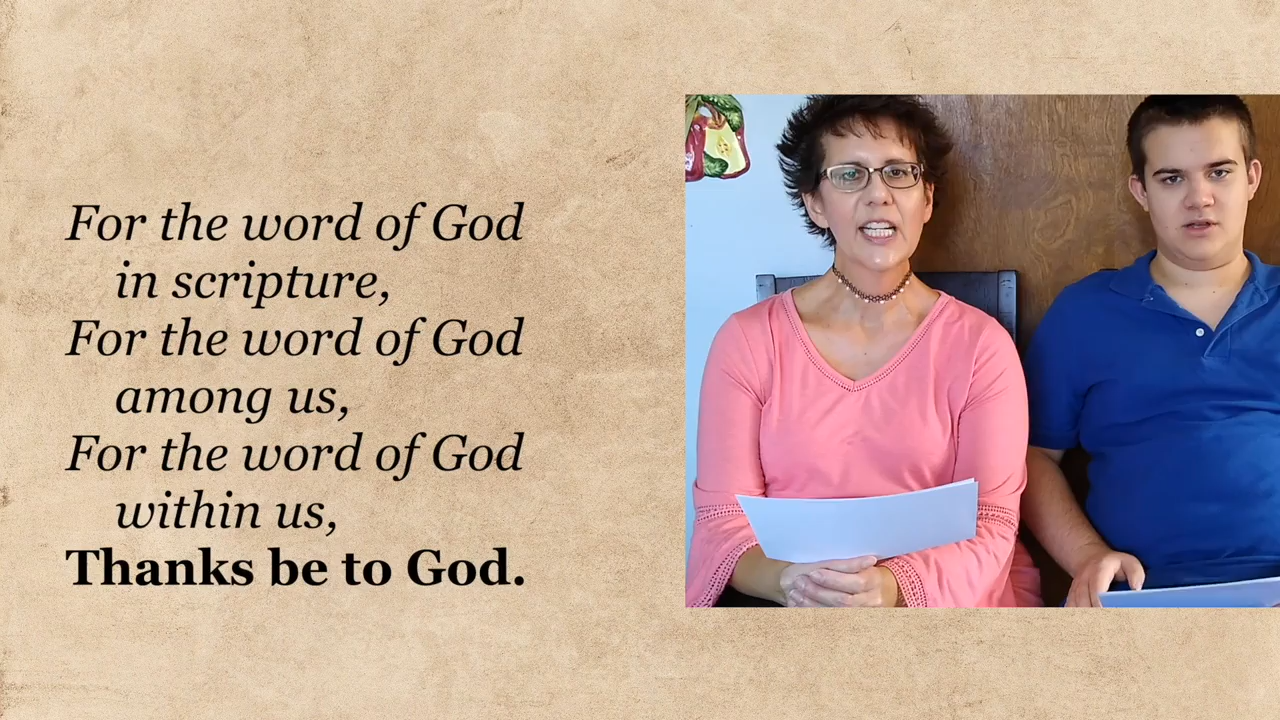 For the word of God
in scripture,
For the word of God
among us,
For the word of God
within us,
Thanks be to God.